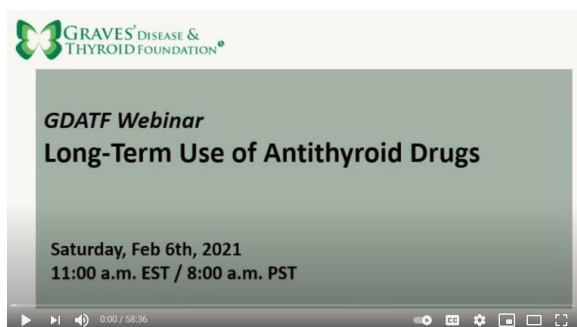 GRAVES' DISEASE &
THYROID FOUNDATION®
GDATF Webinar
Long-Term Use of Antithyroid Drugs
Saturday, Feb 6th, 2021
11:00 a.m. EST / 8:00 a.m. PST
0:00 / 58:36
CC